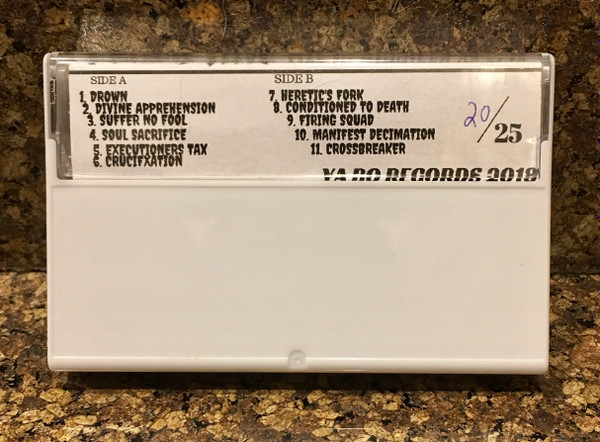 SIDE A
1. DROWN
2. DIVINE APPREHENSION
3. SUFFER NO FOOL
4. SOUL SACRIFICE
5. EXECUTIONERS TAX
6. CRUCIFXATION
SIDE B
7. HERETIC'S FORK
8. CONDITIONED TO DEATH
9. FIRING SQUAD
10. MANIFEST DECIMATION
11. CROSSBREAKER
20/25
YA BO RECORDS 2018